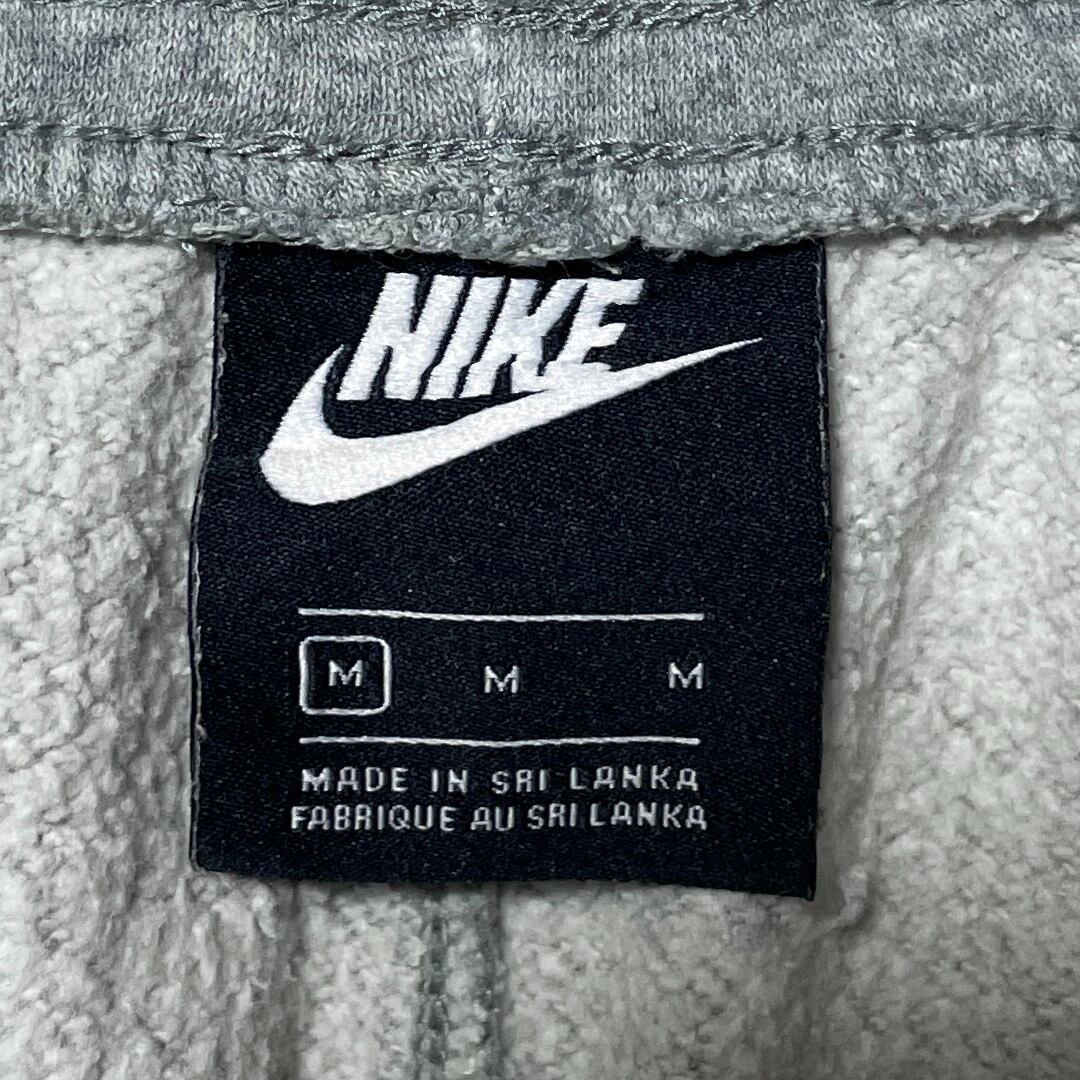 NIKE
M M M
MADE IN SRI LANKA
FABRIQUE AU SRI LANKA